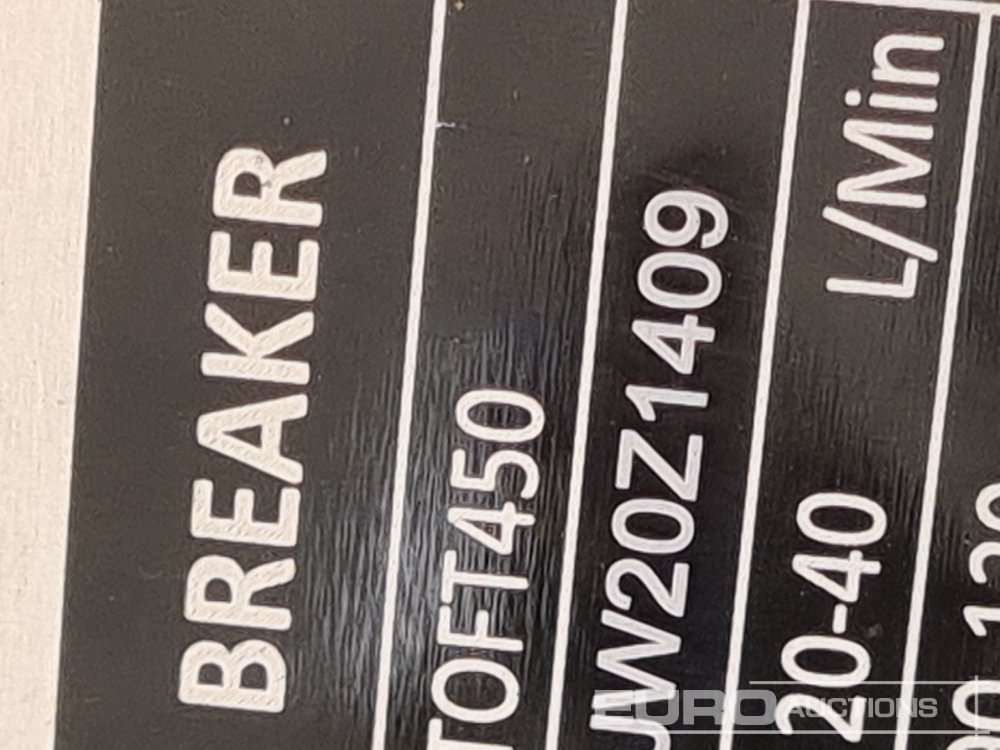 BREAKER
TOFT450
JW20Z1409
20-40 L/Min
EURO AUCTIONS